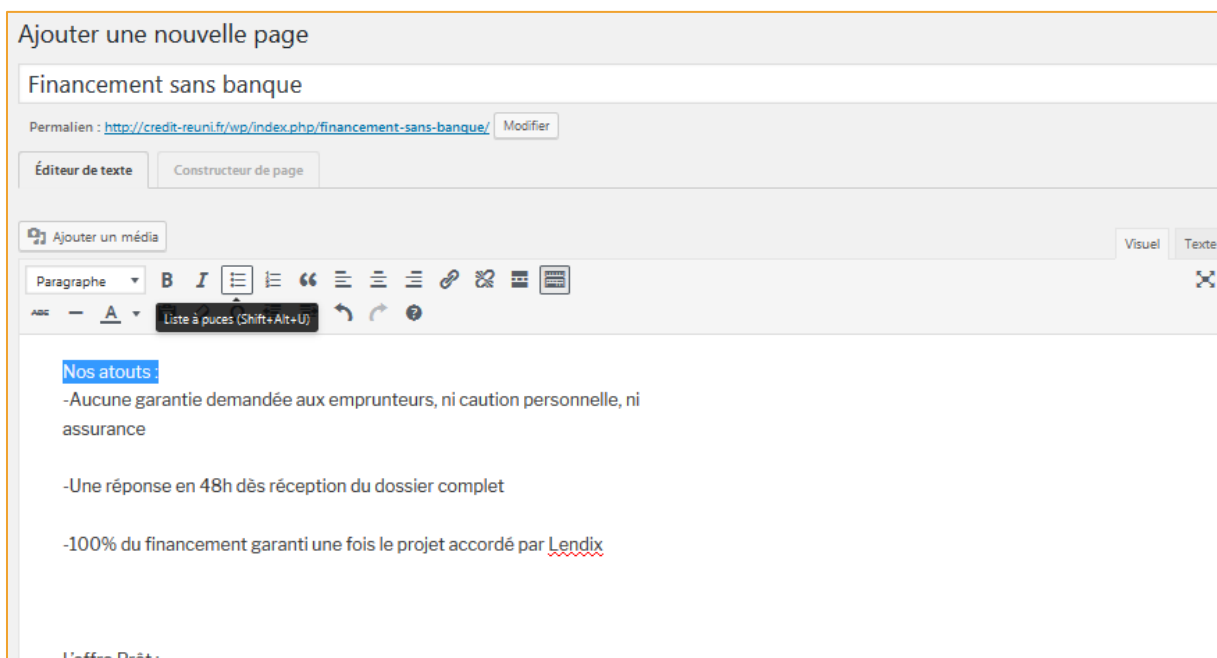 Ajouter une nouvelle page
Financement sans banque
Permalien : http://credit-reuni.fr/wp/index.php/financement-sans-banque/ Modifier
Éditeur de texte Constructeur de page
Ajouter un média
Visuel Texte
Paragraphe B I
ABC A
Liste à puces (Shift+Alt+U)
Nos atouts :
-Aucune garantie demandée aux emprunteurs, ni caution personnelle, ni
assurance
-Une réponse en 48h dès réception du dossier complet
-100% du financement garanti une fois le projet accordé par Lendix
L'offre Prêt :